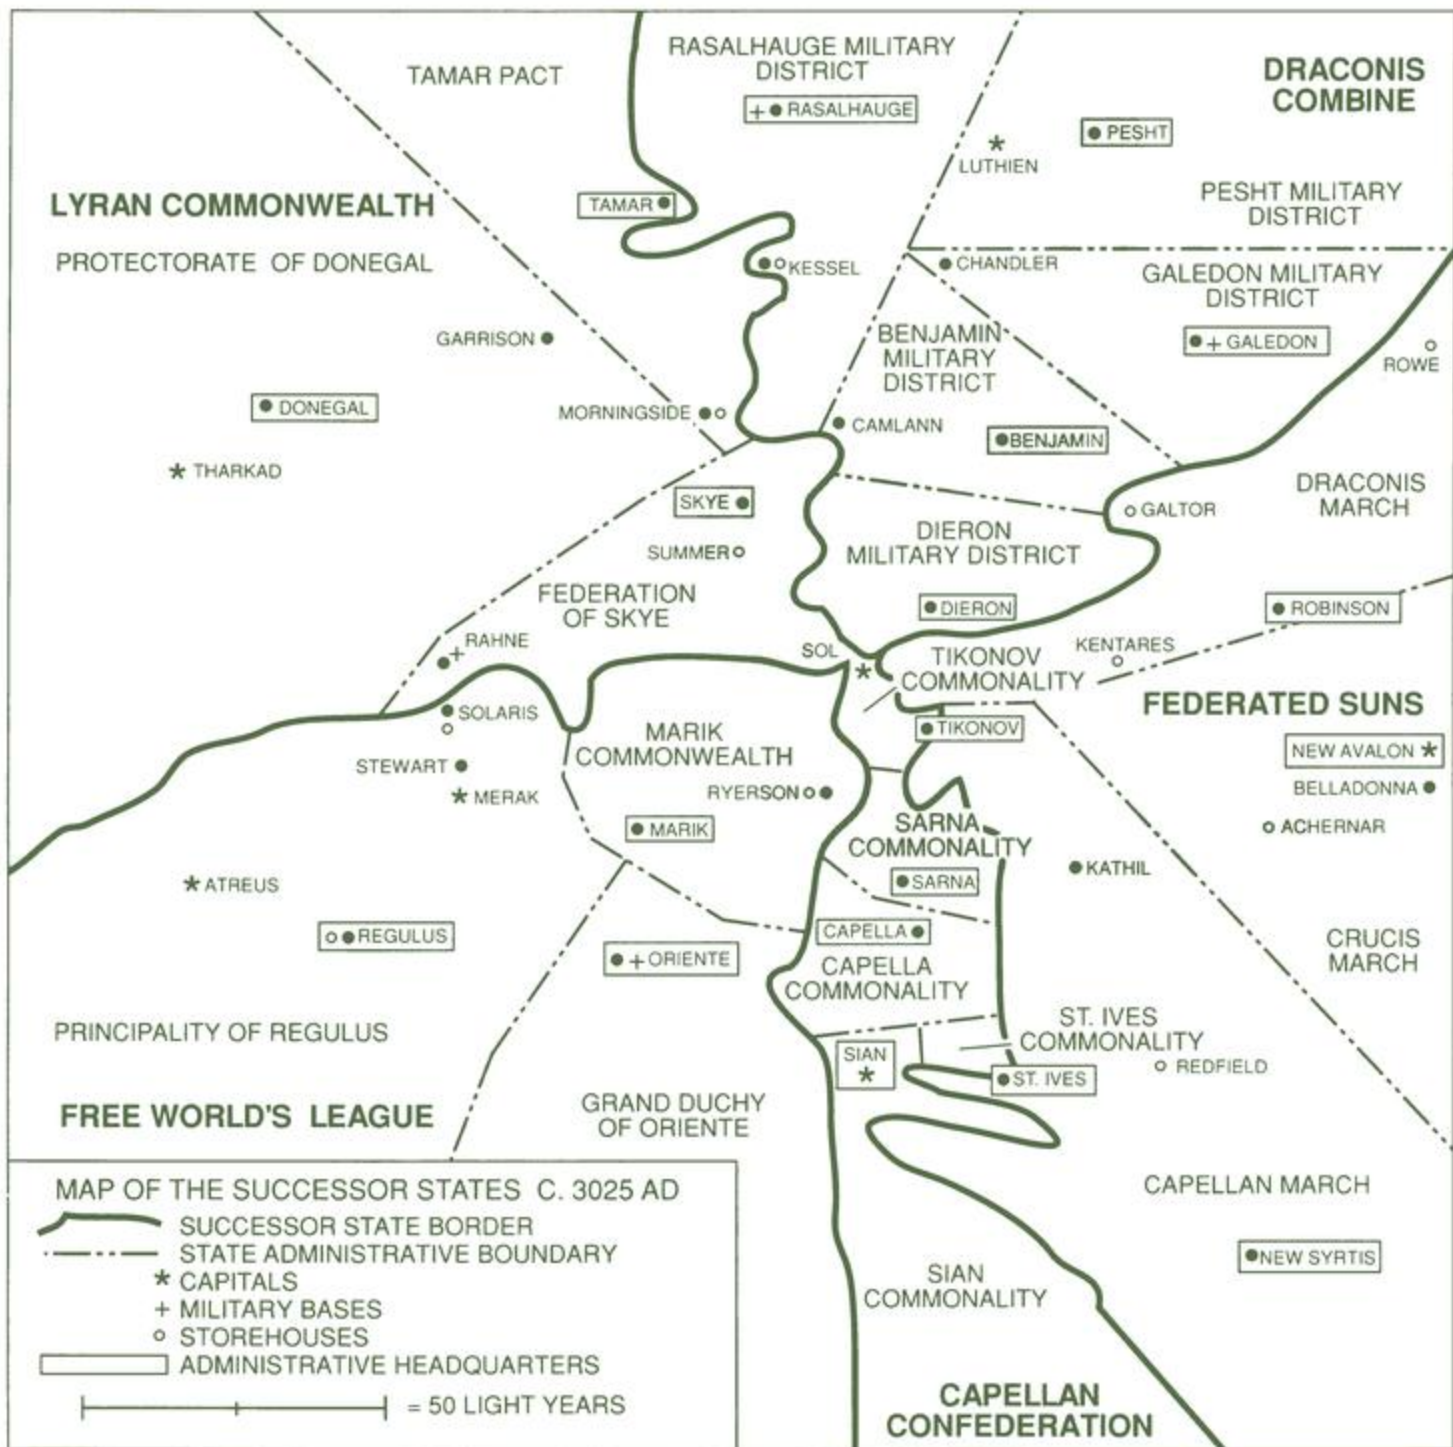 TAMAR PACT
RASALHAUGE MILITARY
DISTRICT
+ RASALHAUGE
DRACONIS
COMBINE
PESHT
LUTHIEN
PESHT MILITARY
DISTRICT
LYRAN COMMONWEALTH
TAMAR
PROTECTORATE OF DONEGAL
KESSEL
CHANDLER
GALEDON MILITARY
DISTRICT
+ GALEDON
ROWE
GARRISON
BENJAMIN
MILITARY
DISTRICT
DONEGAL
MORNINGSIDE
CAMLANN
BENJAMIN
THARKAD
DRACONIS
MARCH
SKYE
GALTOR
SUMMER
DIERON
MILITARY DISTRICT
FEDERATION
OF SKYE
DIERON
ROBINSON
RAHNE
SOL
TIKONOV
COMMONALITY
KENTARES
SOLARIS
FEDERATED SUNS
MARIK
COMMONWEALTH
TIKONOV
NEW AVALON
STEWART
MERAK
RYERSON
BELLADONNA
MARIK
SARNA
COMMONALITY
ACHERNAR
KATHIL
ATREUS
SARNA
REGULUS
CAPELLA
+ ORIENTE
CAPELLA
COMMONALITY
CRUCIS
MARCH
PRINCIPALITY OF REGULUS
ST. IVES
COMMONALITY
SIAN
REDFIELD
ST. IVES
FREE WORLD'S LEAGUE
GRAND DUCHY
OF ORIENTE
CAPELLAN MARCH
NEW SYRTIS
SIAN
COMMONALITY
CAPELLAN
CONFEDERATION
MAP OF THE SUCCESSOR STATES C. 3025 AD
SUCCESSOR STATE BORDER
STATE ADMINISTRATIVE BOUNDARY
* CAPITALS
+ MILITARY BASES
STOREHOUSES
ADMINISTRATIVE HEADQUARTERS
= 50 LIGHT YEARS